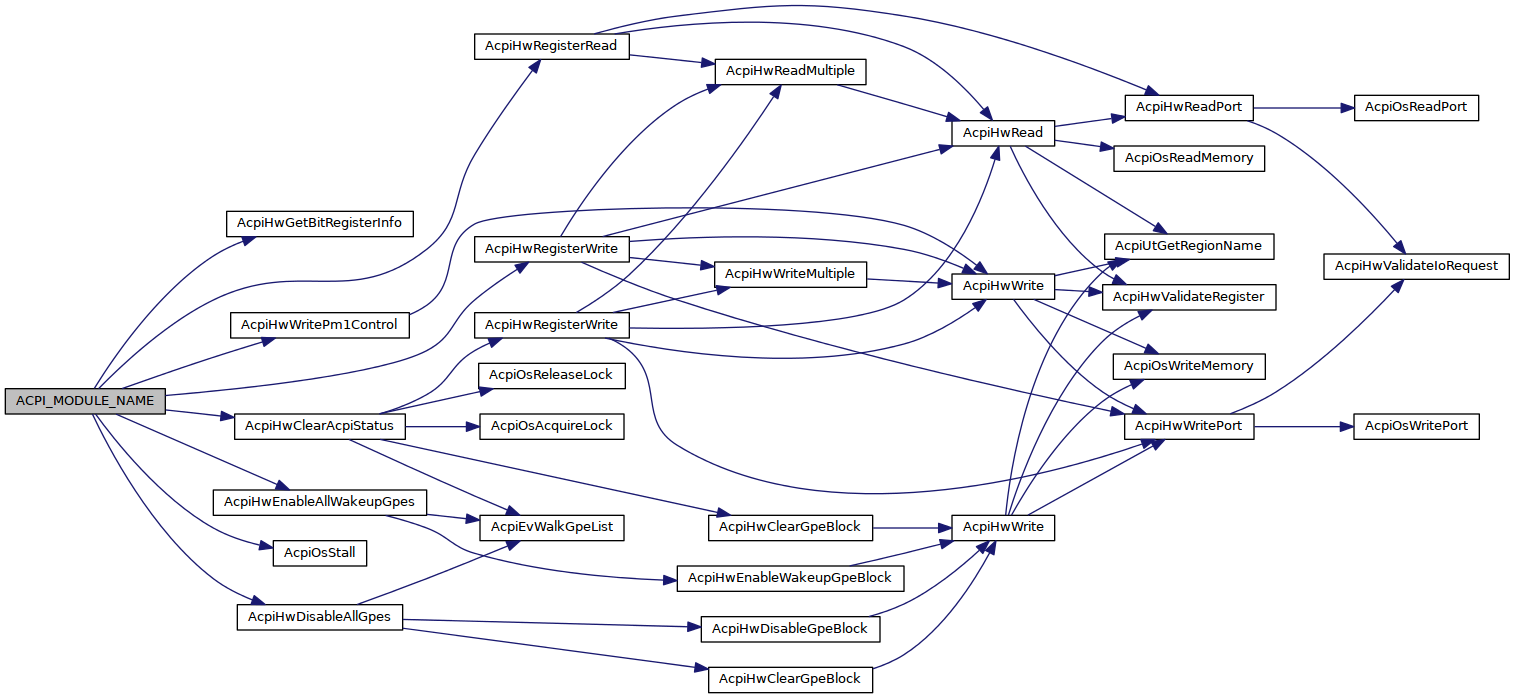 ACPI_MODULE_NAME
AcpiHwGetBitRegisterInfo
AcpiHwWritePm1Control
AcpiHwClearAcpiStatus
AcpiHwEnableAllWakeupGpes
AcpiOsStall
AcpiHwDisableAllGpes
AcpiHwRegisterRead
AcpiHwRegisterWrite
AcpiHwRegisterWrite
AcpiOsReleaseLock
AcpiOsAcquireLock
AcpiEvWalkGpeList
AcpiHwReadMultiple
AcpiHwWriteMultiple
AcpiHwClearGpeBlock
AcpiHwEnableWakeupGpeBlock
AcpiHwDisableGpeBlock
AcpiHwClearGpeBlock
AcpiHwRead
AcpiHwWrite
AcpiHwWrite
AcpiHwReadPort
AcpiOsReadMemory
AcpiUtGetRegionName
AcpiHwValidateRegister
AcpiOsWriteMemory
AcpiHwWritePort
AcpiOsReadPort
AcpiHwValidateIoRequest
AcpiOsWritePort